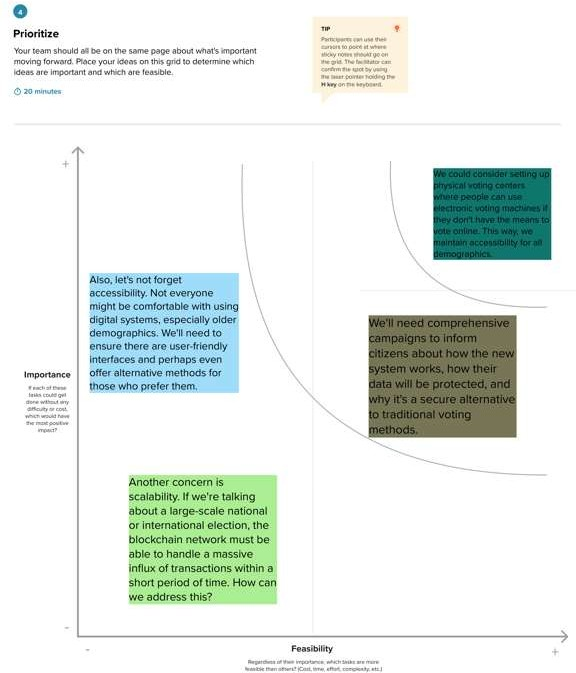 4
Prioritize
Your team should all be on the same page about what's important
moving forward. Place your ideas on this grid to determine which
ideas are important and which are feasible.
20 minutes
TIP
Participants can use their
cursors to point at where
sticky notes should go on
the grid. The facilitator can
confirm the spot by using
the laser pointer holding the
H key on the keyboard.
+
We could consider setting up
physical voting centers
where people can use
electronic voting machines if
they don't have the means to
vote online. This way, we
maintain accessibility for all
demographics.
Also, let's not forget
accessibility. Not everyone
might be comfortable with using
digital systems, especially older
demographics. We'll need to
ensure there are user-friendly
interfaces and perhaps even
offer alternative methods for
those who prefer them.
We'll need comprehensive
campaigns to inform
citizens about how the new
system works, how their
data will be protected, and
why it's a secure alternative
to traditional voting
methods.
Importance
If each of these
tasks could get
done without any
difficulty or cost,
which would have
the most positive
impact?
Another concern is
scalability. If we're talking
about a large-scale national
or international election, the
blockchain network must be
able to handle a massive
influx of transactions within a
short period of time. How can
we address this?
-
-
Feasibility
+
Regardless of their importance, which tasks are more
feasible than others? (Cost, time, effort, complexity, etc.)